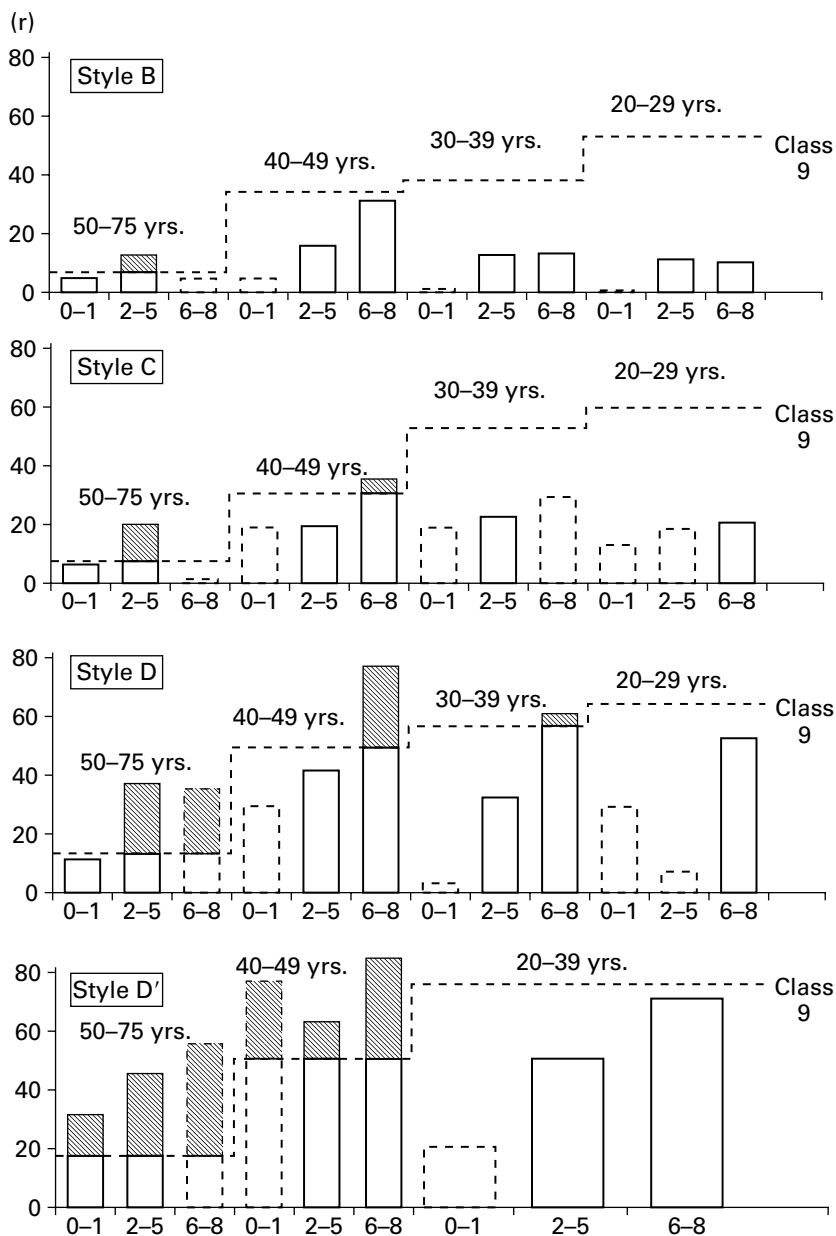 (r)
80
60
40
20
0
Style B
50–75 yrs.
40–49 yrs.
30–39 yrs.
20–29 yrs.
Class
9
0–1 2–5 6–8 0–1 2–5 6–8 0–1 2–5 6–8 0–1 2–5 6–8
80
60
40
20
0
Style C
50–75 yrs.
40–49 yrs.
30–39 yrs.
20–29 yrs.
Class
9
0–1 2–5 6–8 0–1 2–5 6–8 0–1 2–5 6–8 0–1 2–5 6–8
80
60
40
20
0
Style D
50–75 yrs.
40–49 yrs.
30–39 yrs.
20–29 yrs.
Class
9
0–1 2–5 6–8 0–1 2–5 6–8 0–1 2–5 6–8 0–1 2–5 6–8
80
60
40
20
0
Style D′
50–75 yrs.
40–49 yrs.
20–39 yrs.
Class
9
0–1 2–5 6–8 0–1 2–5 6–8 0–1 2–5 6–8